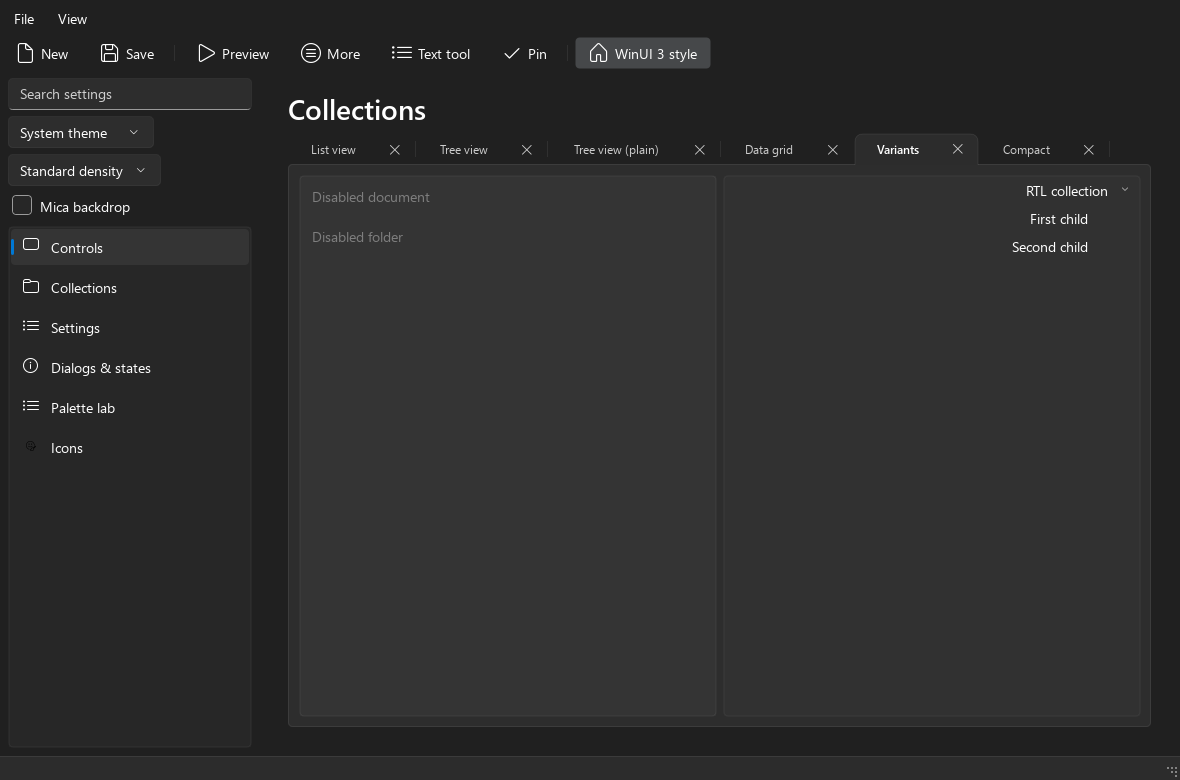 File View
New Save Preview More Text tool Pin WinUI 3 style
Search settings
System theme
Standard density
Mica backdrop
Controls
Collections
Settings
Dialogs & states
Palette lab
Icons
Collections
List view Tree view Tree view (plain) Data grid Variants Compact
Disabled document
Disabled folder
RTL collection
First child
Second child